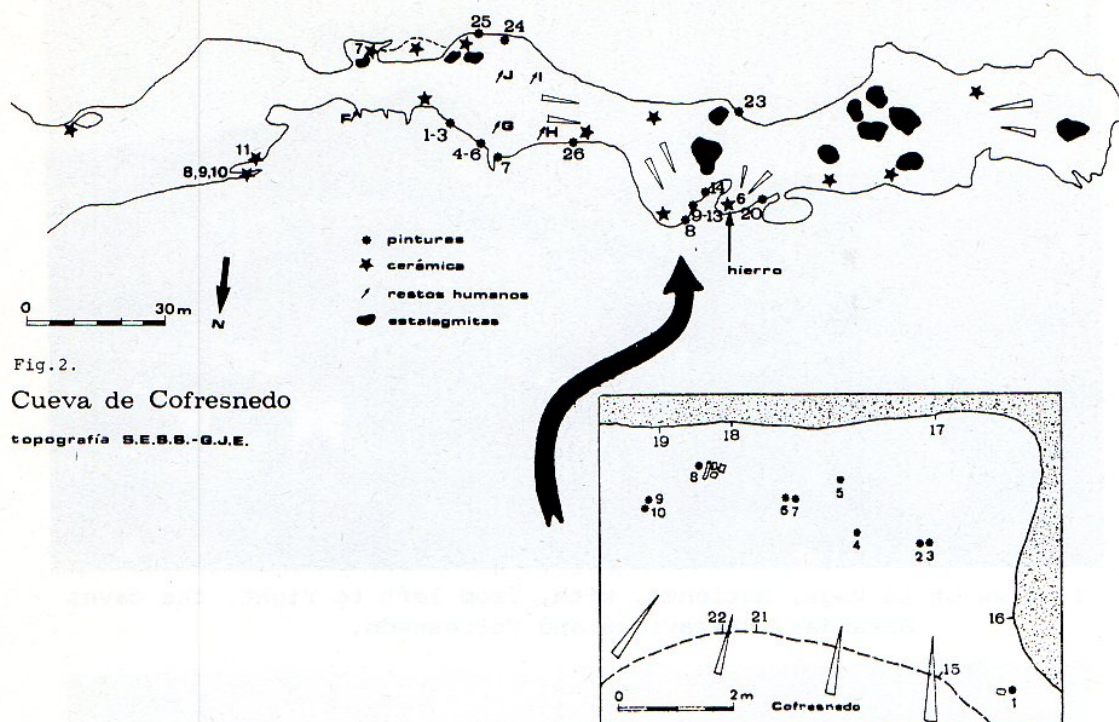 25 24
7
J I
23
F
1-3
G
H
4-6
7
26
11
8,9,10
14
6
9-13
20
8
hierro
pinturas
cerámica
restos humanos
estalagmitas
0 30 m
N
Fig.2.
Cueva de Cofresnedo
topografía S.E.S.S.-G.J.E.
19 18 17
8
5
9
10
6 7
4
2 3
16
22 21
15
1
0 2m
Cofresnedo